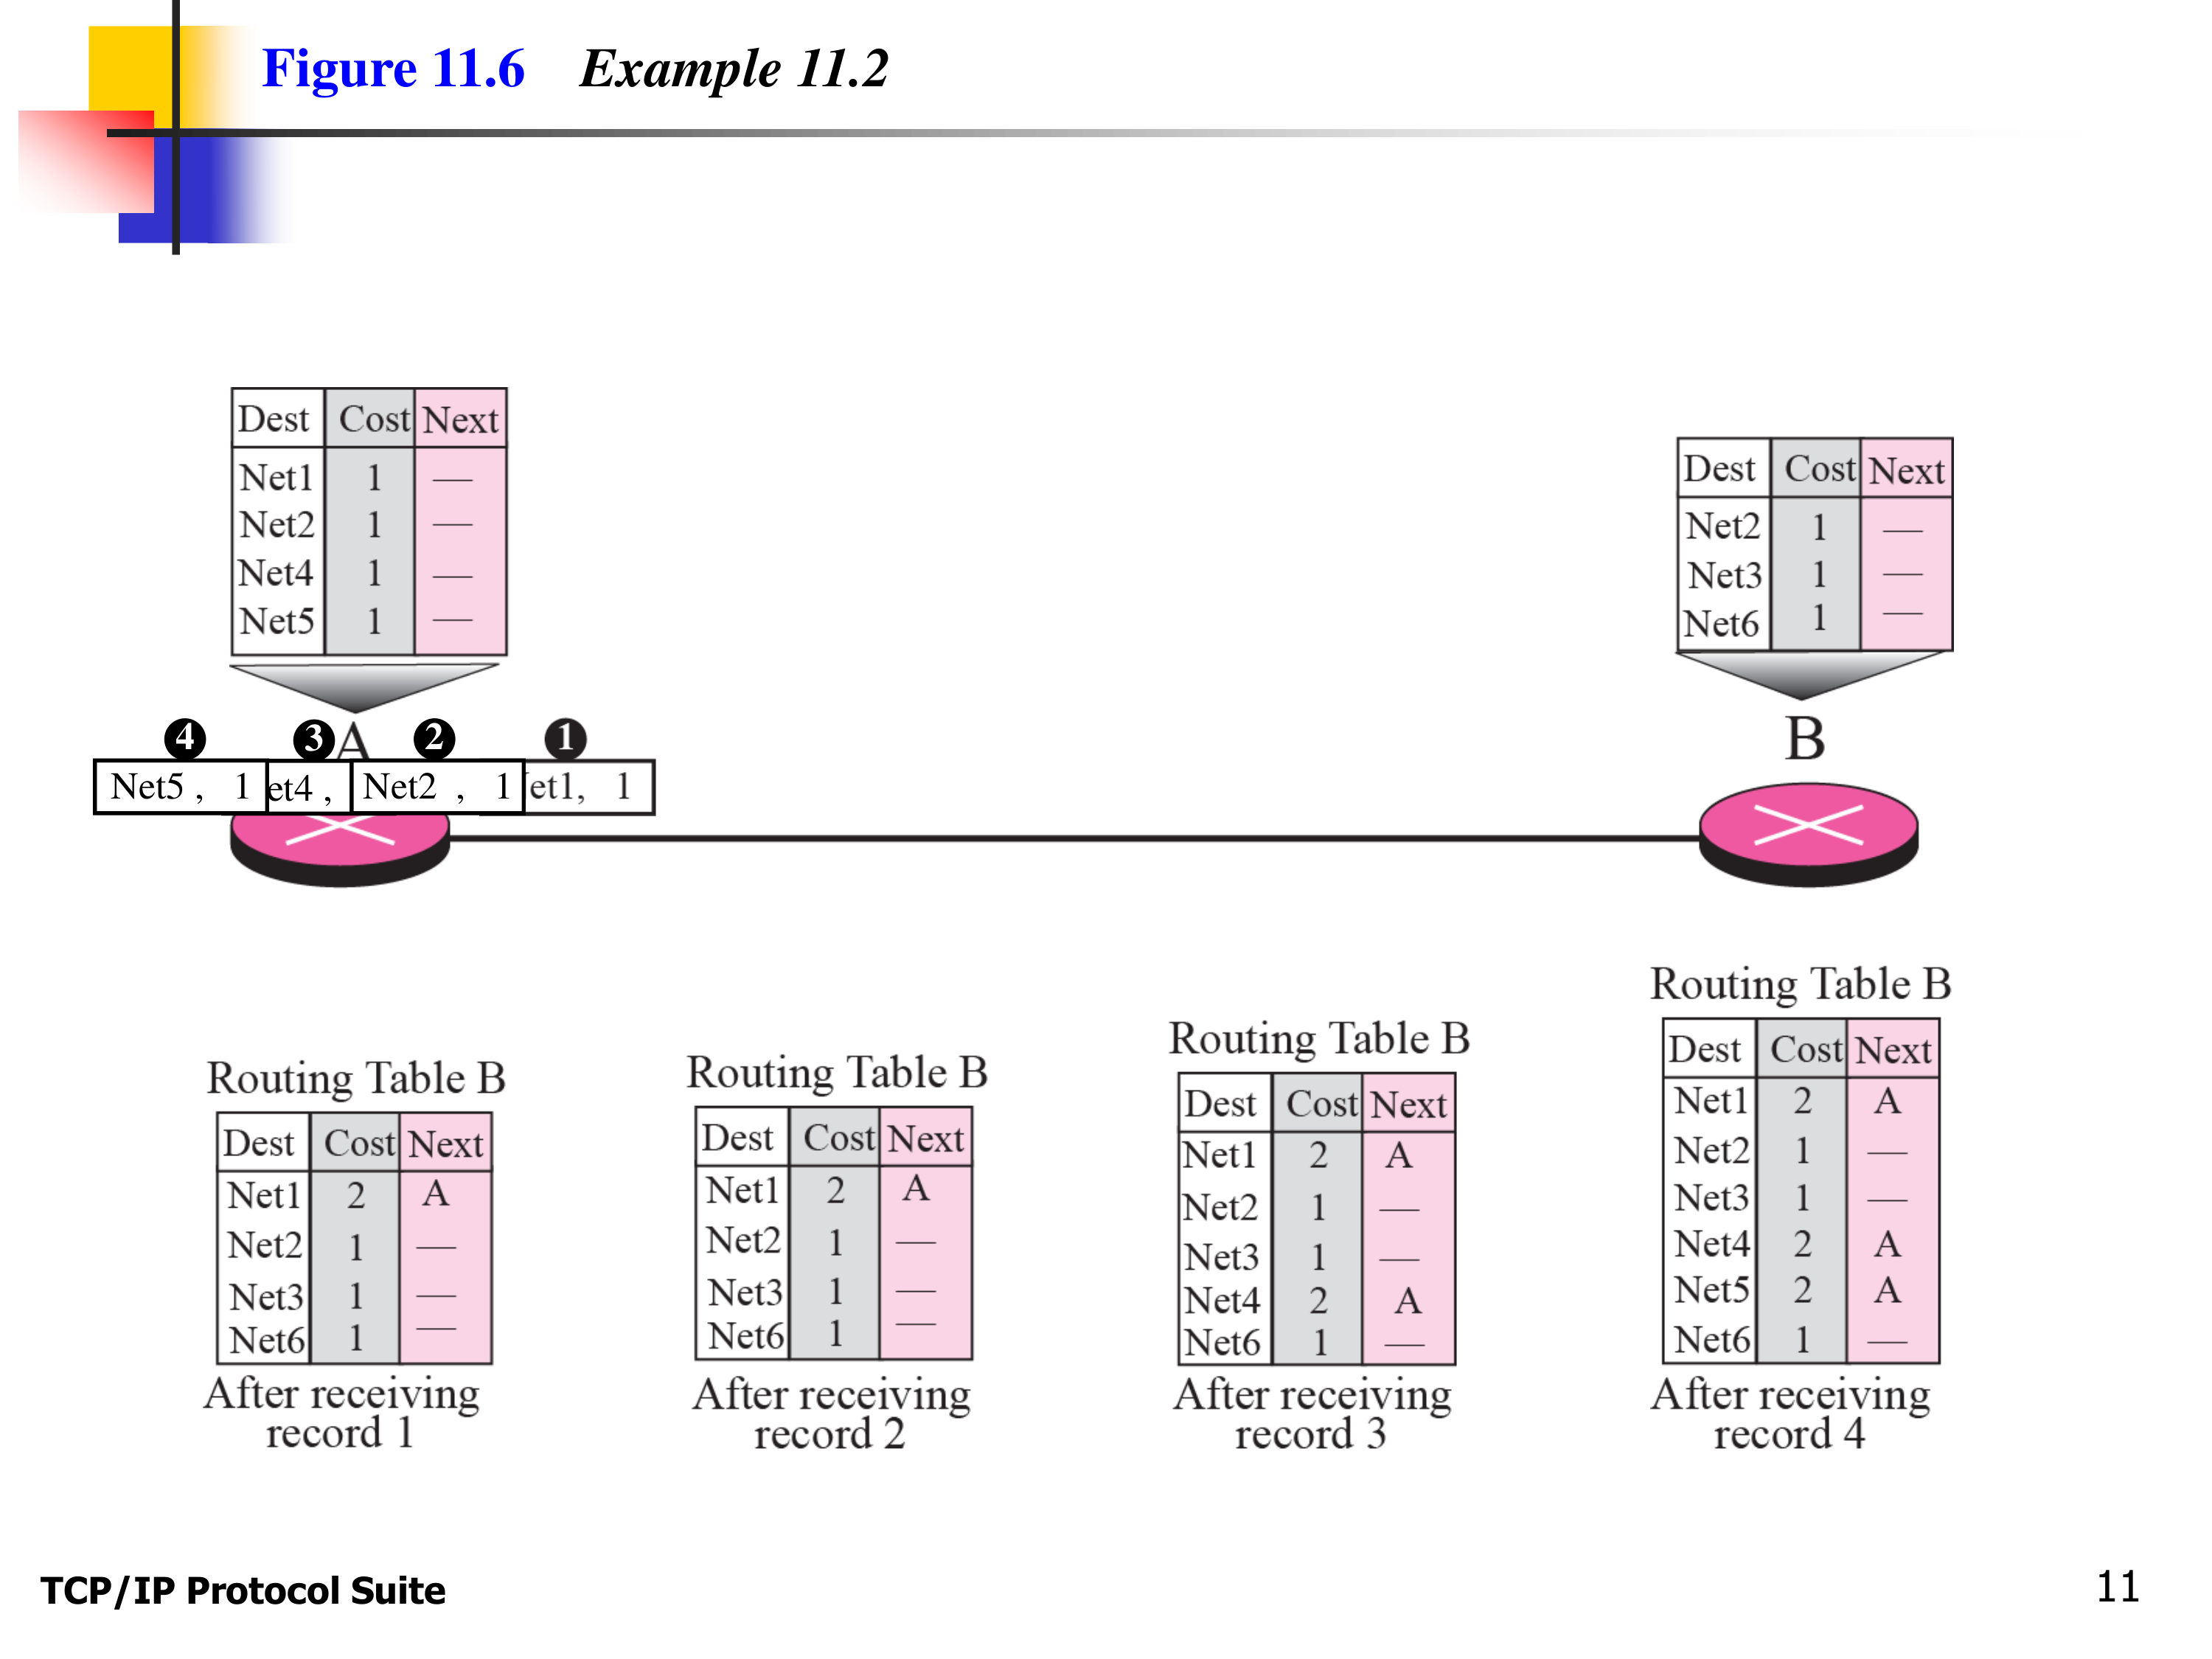 Figure 11.6 Example 11.2
Dest Cost Next
Net1 1 —
Net2 1 —
Net4 1 —
Net5 1 —
Dest Cost Next
Net2 1 —
Net3 1 —
Net6 1 —
4 3 A 2 1
B
Net5 , 1 et4 , Net2 , 1 et1, 1
Routing Table B
Dest Cost Next
Net1 2 A
Net2 1 —
Net3 1 —
Net6 1 —
After receiving
record 1
Routing Table B
Dest Cost Next
Net1 2 A
Net2 1 —
Net3 1 —
Net6 1 —
After receiving
record 2
Routing Table B
Dest Cost Next
Net1 2 A
Net2 1 —
Net3 1 —
Net4 2 A
Net6 1 —
After receiving
record 3
Routing Table B
Dest Cost Next
Net1 2 A
Net2 1 —
Net3 1 —
Net4 2 A
Net5 2 A
Net6 1 —
After receiving
record 4
TCP/IP Protocol Suite
11